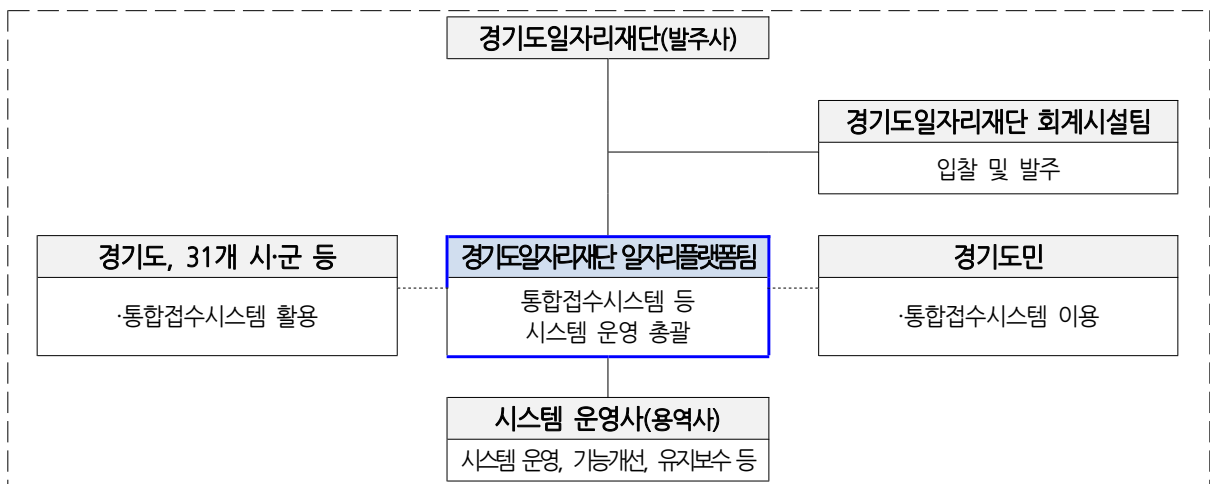 경기도일자리재단(발주사)
경기도일자리재단 회계시설팀
입찰 및 발주
경기도, 31개 시·군 등
·통합접수시스템 활용
경기도일자리재단 일자리플랫폼팀
통합접수시스템 등
시스템 운영 총괄
경기도민
·통합접수시스템 이용
시스템 운영사(용역사)
시스템 운영, 기능개선, 유지보수 등